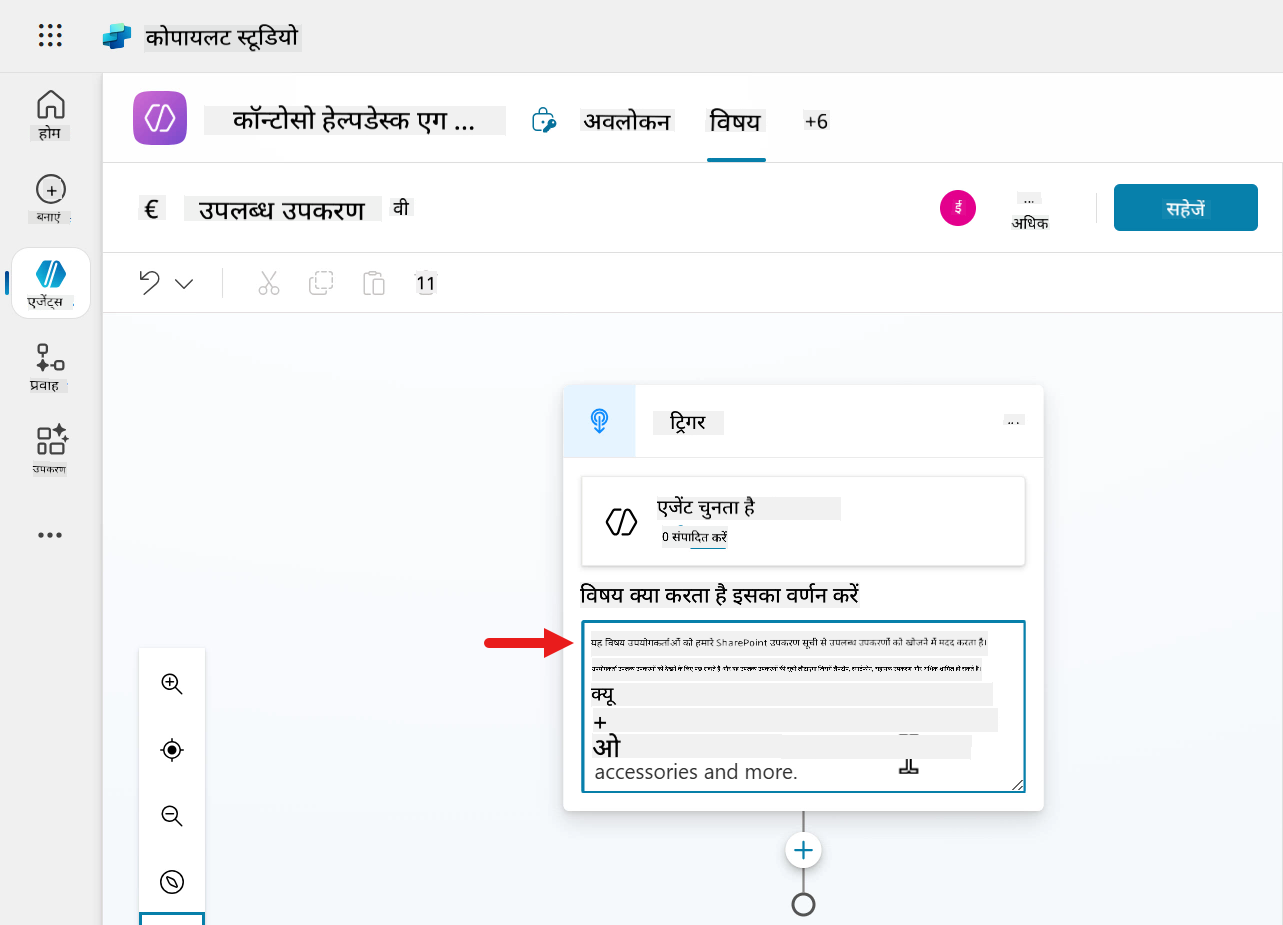 कोपायलट स्टूडियो
होम
बनाएं
एजेंट्स
प्रवाह
उपकरण
कॉन्टोसो हेल्पडेस्क एग ...
अवलोकन
विषय
+6
€ उपलब्ध उपकरण वी
ई
...
अधिक
सहेजें
11
ट्रिगर
...
एजेंट चुनता है
0 संपादित करें
विषय क्या करता है इसका वर्णन करें
यह विषय उपयोगकर्ताओं को हमारे SharePoint उपकरण सूची से उपलब्ध उपकरणों को खोजने में मदद करता है।
क्यू
+
ओ
accessories and more.